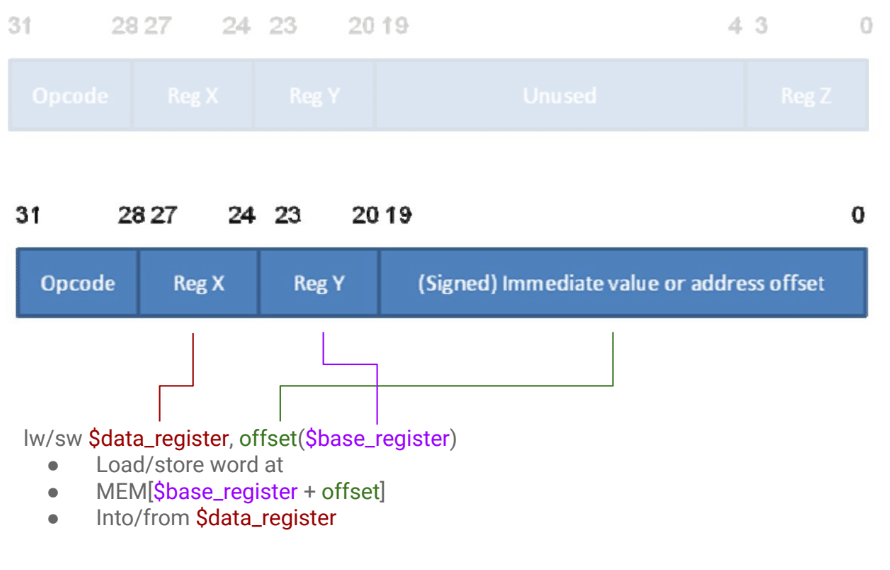 31 28 27 24 23 20 19 4 3 0
Opcode Reg X Reg Y Unused Reg Z
31 28 27 24 23 20 19 0
Opcode Reg X Reg Y (Signed) Immediate value or address offset
lw/sw $data_register, offset($base_register)
● Load/store word at
● MEM[$base_register + offset]
● Into/from $data_register